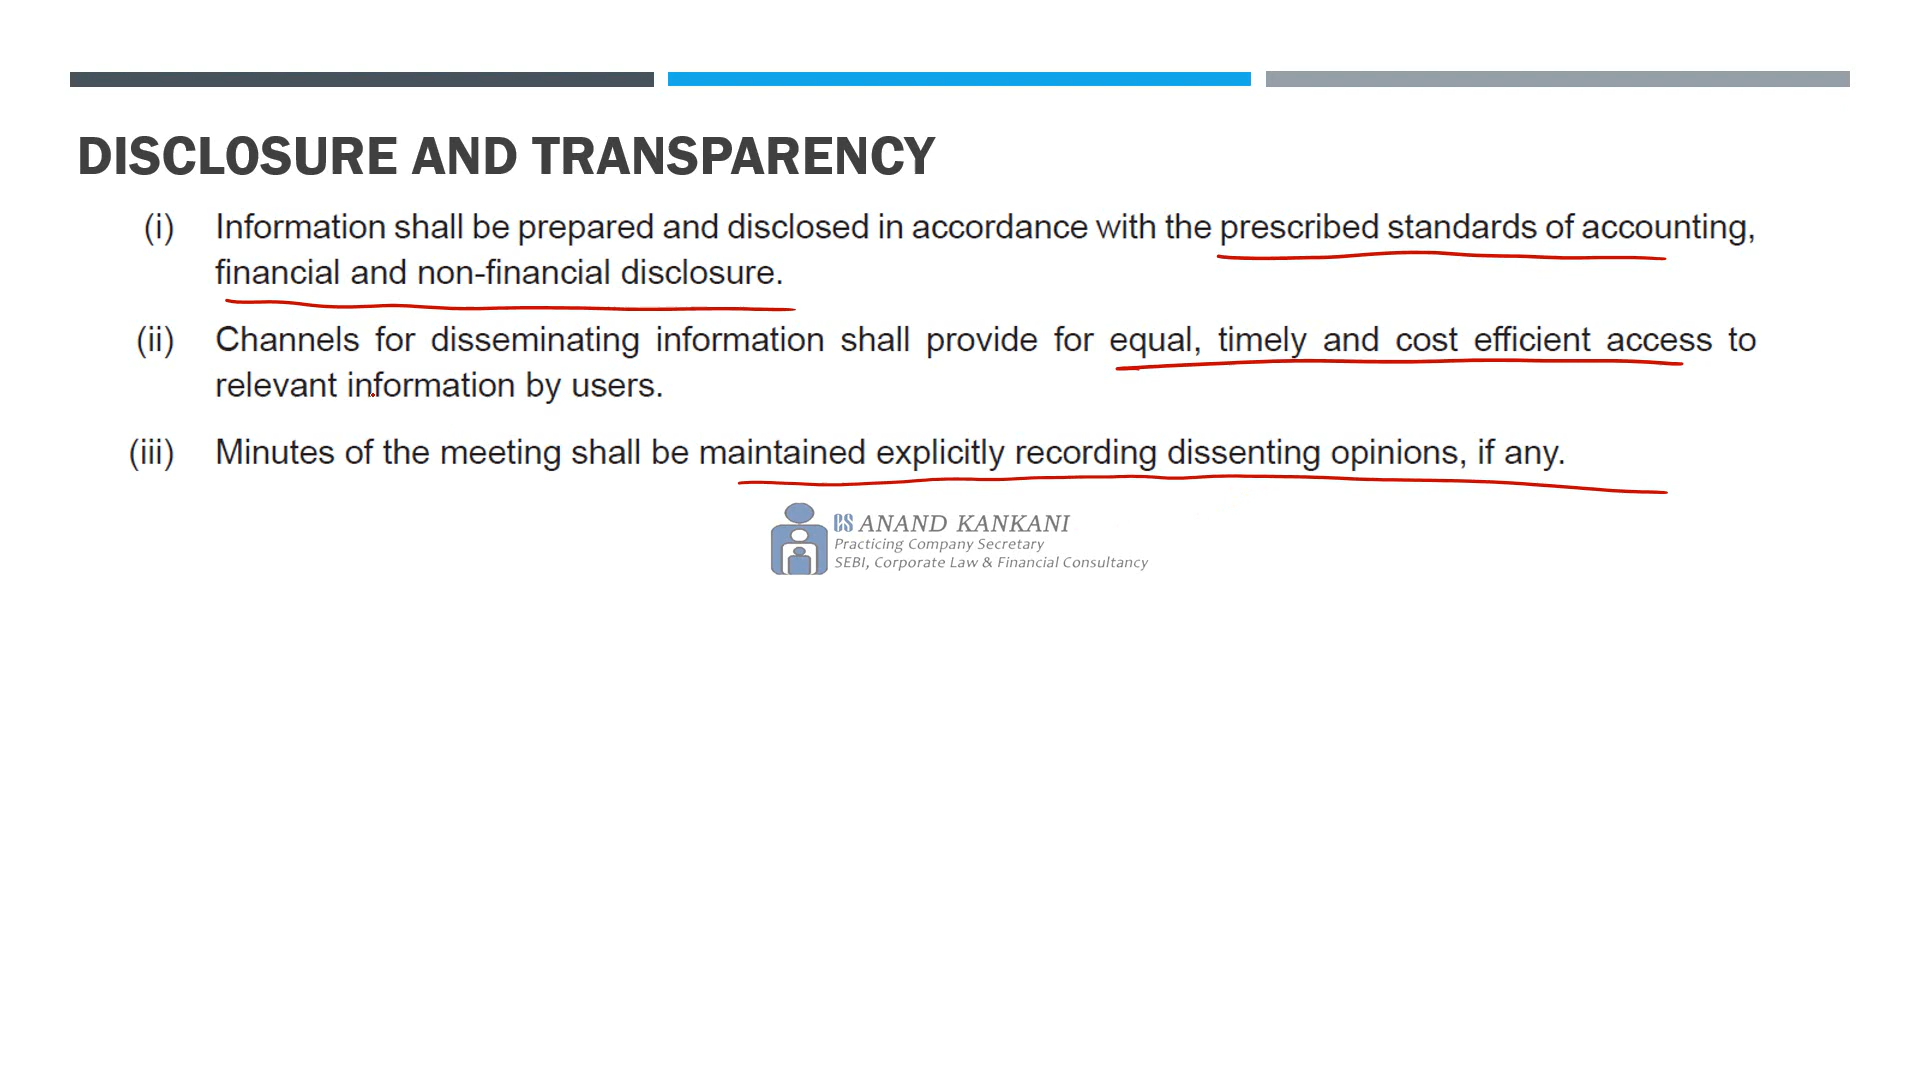 DISCLOSURE AND TRANSPARENCY
(i) Information shall be prepared and disclosed in accordance with the prescribed standards of accounting,
financial and non-financial disclosure.
(ii) Channels for disseminating information shall provide for equal, timely and cost efficient access to
relevant information by users.
(iii) Minutes of the meeting shall be maintained explicitly recording dissenting opinions, if any.
CS ANAND KANKANI
Practicing Company Secretary
SEBI, Corporate Law & Financial Consultancy